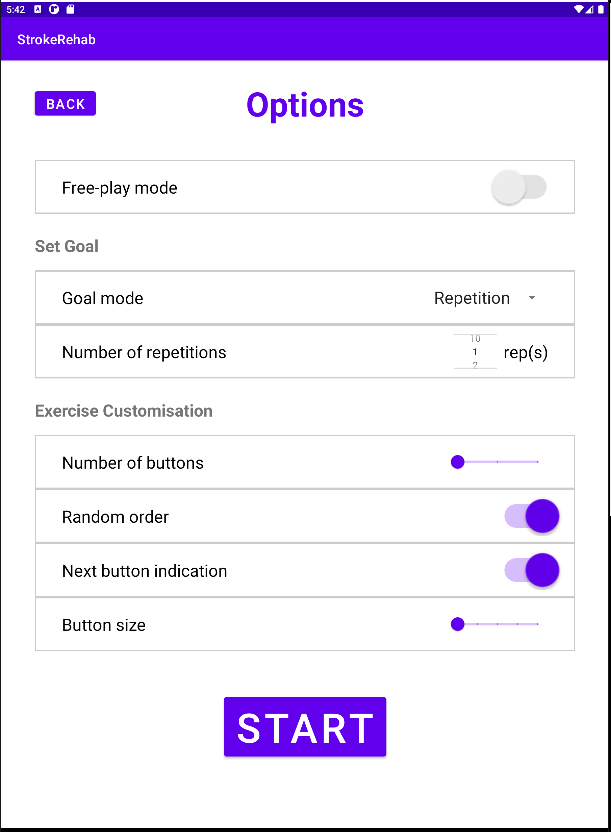 5:42
StrokeRehab
BACK
Options
Free-play mode
Set Goal
Goal mode
Repetition
Number of repetitions
10
1
rep(s)
2
Exercise Customisation
Number of buttons
Random order
Next button indication
Button size
START